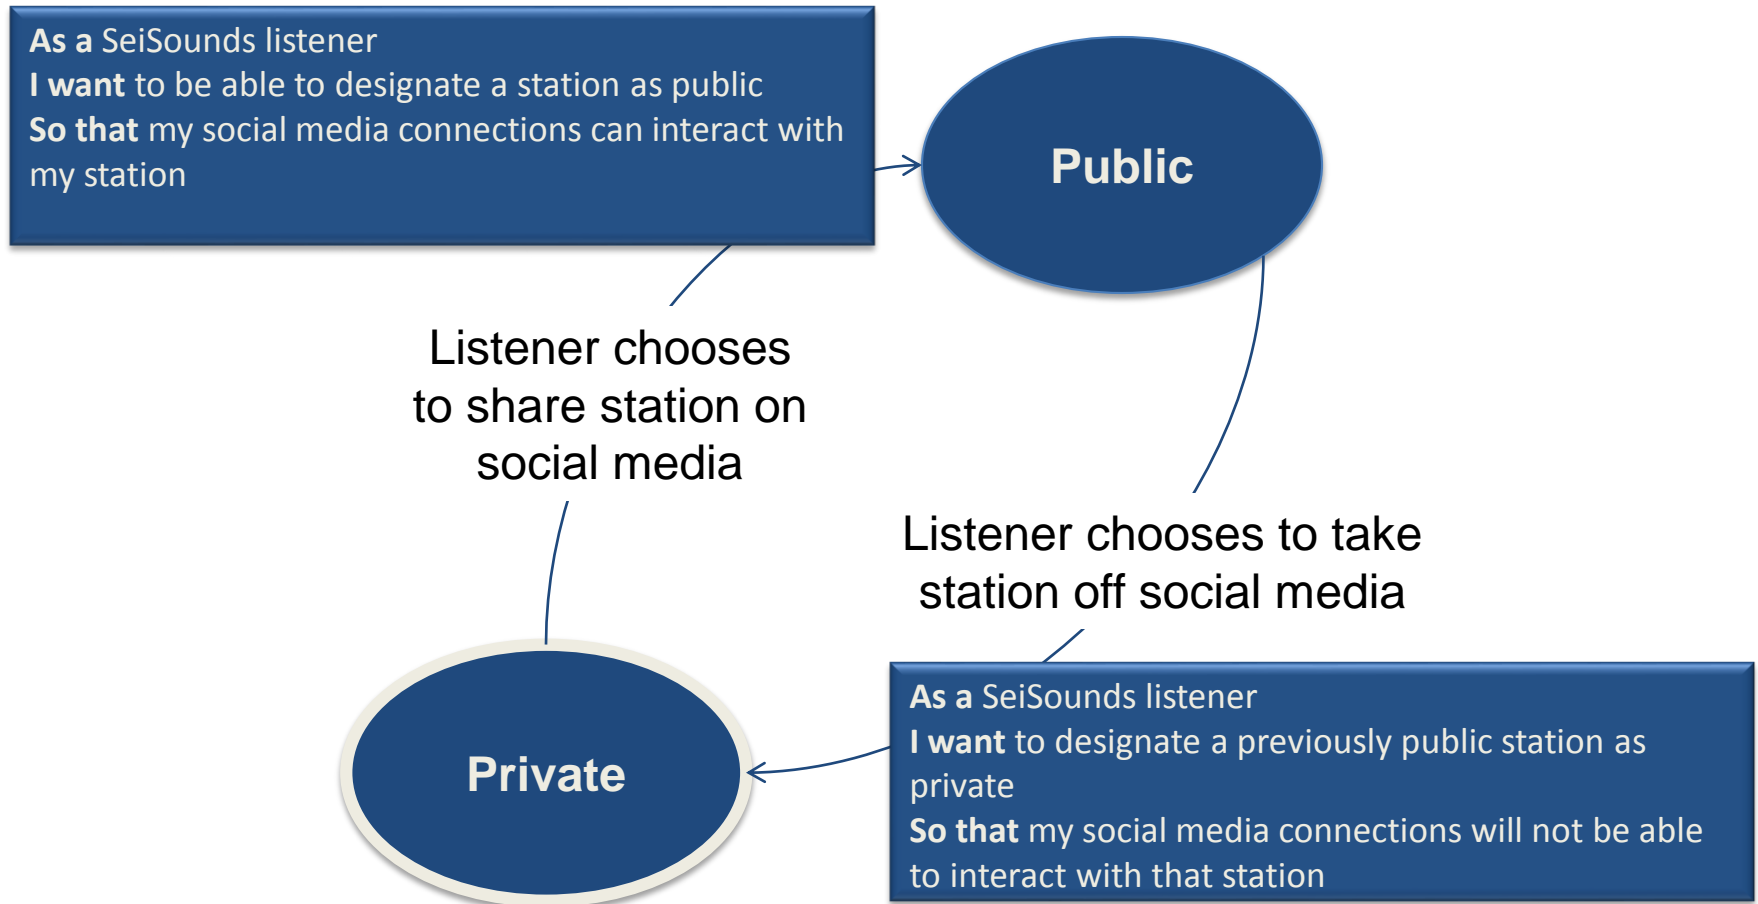 As a SeiSounds listener
I want to be able to designate a station as public
So that my social media connections can interact with
my station
Public
Listener chooses
to share station on
social media
Listener chooses to take
station off social media
Private
As a SeiSounds listener
I want to designate a previously public station as
private
So that my social media connections will not be able
to interact with that station